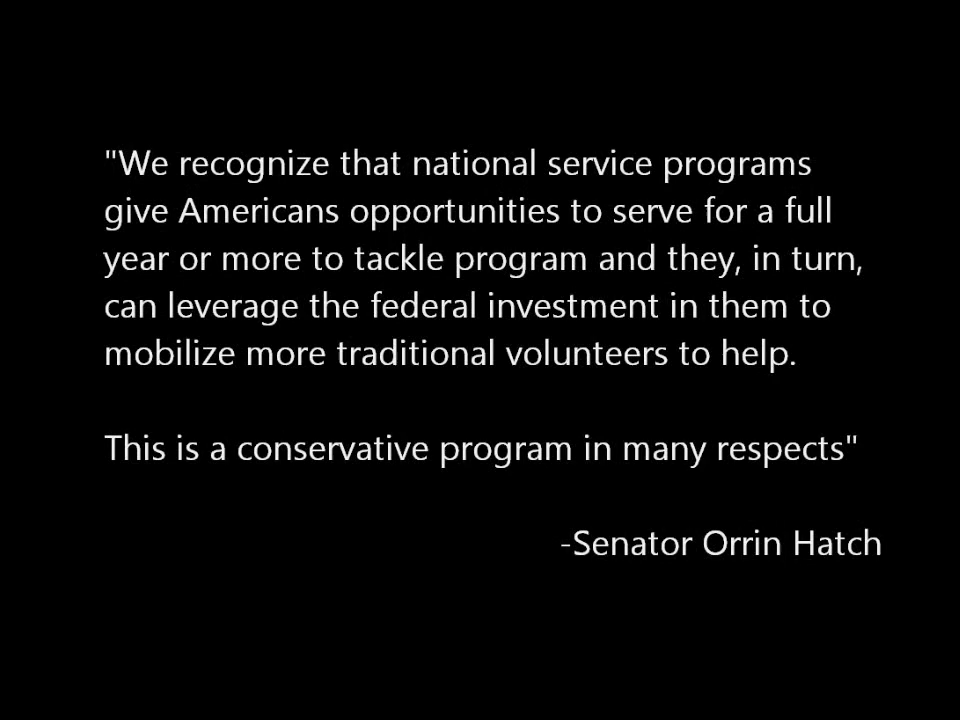 "We recognize that national service programs
give Americans opportunities to serve for a full
year or more to tackle program and they, in turn,
can leverage the federal investment in them to
mobilize more traditional volunteers to help.
This is a conservative program in many respects"
-Senator Orrin Hatch